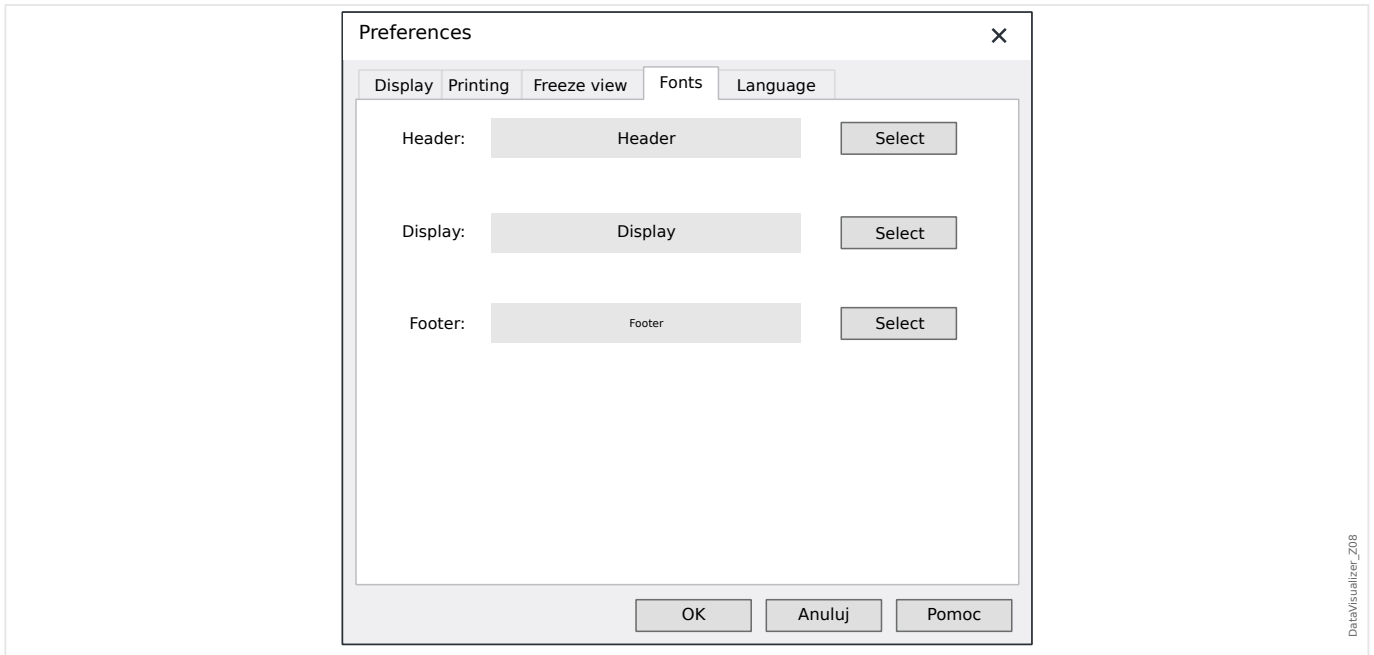 Preferences
Display Printing Freeze view Fonts Language
Header: Header Select
Display: Display Select
Footer: Footer Select
OK Anuluj Pomoc
DataVisualizer_Z08